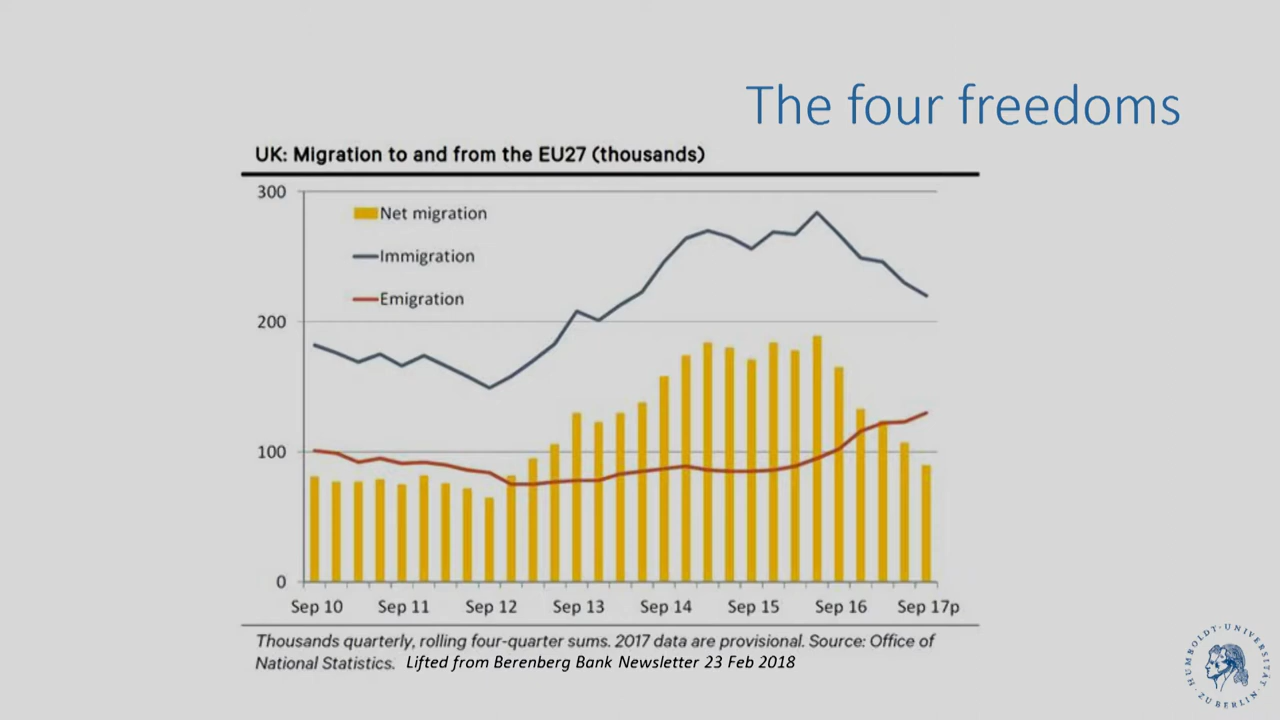 The four freedoms
UK: Migration to and from the EU27 (thousands)
300
200
100
0
Net migration
Immigration
Emigration
Sep 10 Sep 11 Sep 12 Sep 13 Sep 14 Sep 15 Sep 16 Sep 17p
Thousands quarterly, rolling four-quarter sums. 2017 data are provisional. Source: Office of
National Statistics. Lifted from Berenberg Bank Newsletter 23 Feb 2018
HUMBOLDT-UNIVERSITÄT
ZU BERLIN